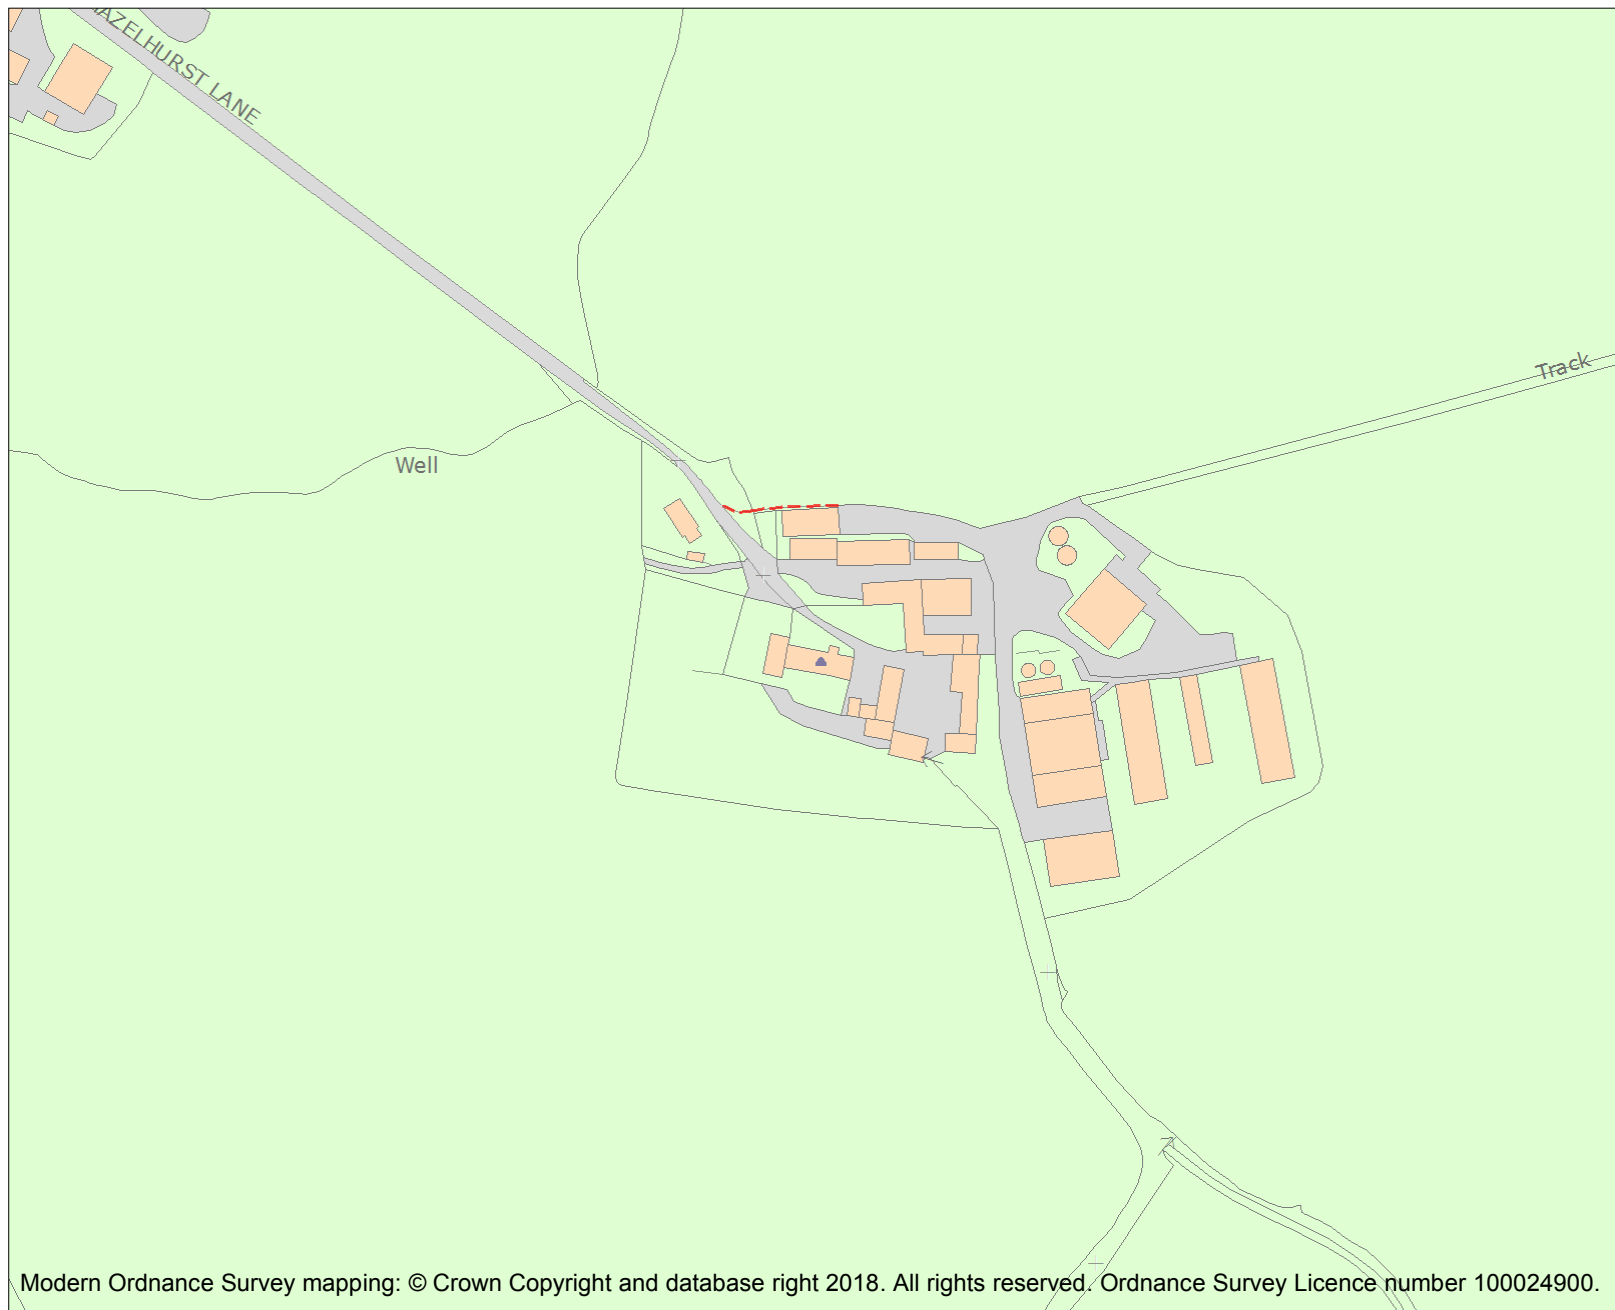 HAZELHURST LANE
Track
Well
Modern Ordnance Survey mapping: © Crown Copyright and database right 2018. All rights reserved. Ordnance Survey Licence number 100024900.